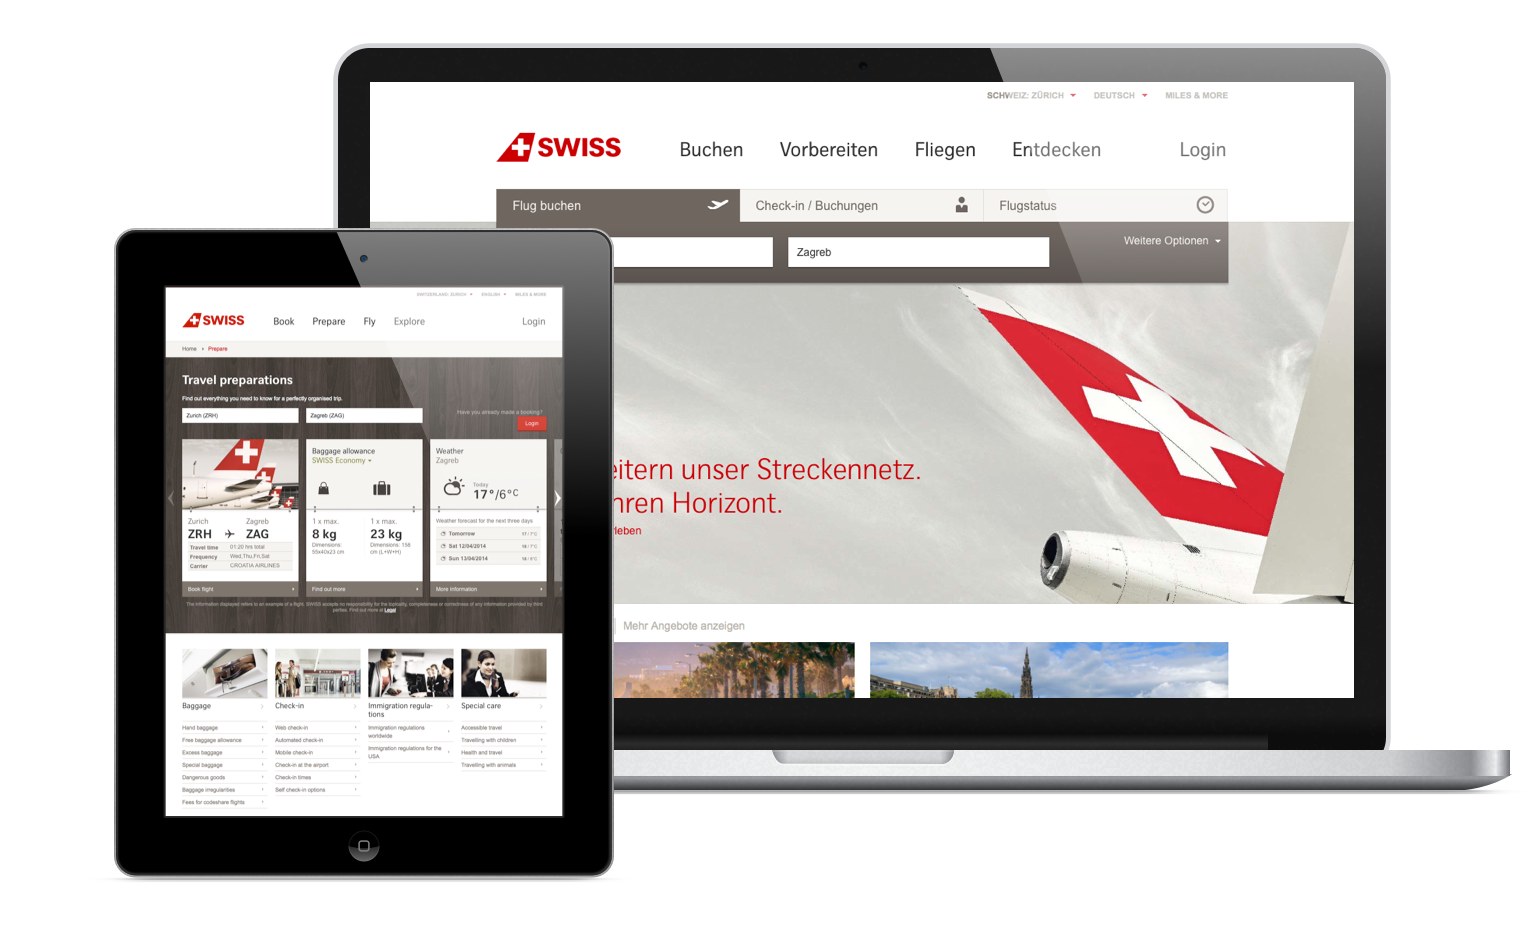 SCHWEIZ: ZÜRICH
DEUTSCH
MILES & MORE
SWISS
Buchen
Vorbereiten
Fliegen
Entdecken
Login
Flug buchen
Check-in / Buchungen
Flugstatus
Zagreb
Weitere Optionen
eitern unser Streckennetz.
hren Horizont.
leben
Mehr Angebote anzeigen
SWITZERLAND: ZURICH
ENGLISH
MILES & MORE
SWISS
Book
Prepare
Fly
Explore
Login
Home
Prepare
Travel preparations
Find out everything you need to know for a perfectly organised trip.
Zurich (ZRH)
Zagreb (ZAG)
Have you already made a booking?
Login
Zurich
Zagreb
ZRH
ZAG
Travel time 01:20 hrs total
Frequency Wed,Thu,Fri,Sat
Carrier CROATIA AIRLINES
Book flight
Baggage allowance
SWISS Economy
1 x max.
8 kg
Dimensions:
55x40x23 cm
1 x max.
23 kg
Dimensions: 158
cm (L+W+H)
Find out more
Weather
Zagreb
Today
17°/6°C
Weather forecast for the next three days
Tomorrow
Sat 12/04/2014
Sun 13/04/2014
More information
The information displayed refers to an example of a flight. SWISS accepts no responsibility for the topicality, completeness or correctness of any information provided by third
parties. Find out more at Legal
Baggage
Hand baggage
Free baggage allowance
Excess baggage
Special baggage
Dangerous goods
Baggage irregularities
Fees for codeshare flights
Check-in
Web check-in
Automated check-in
Mobile check-in
Check-in at the airport
Check-in times
Self check-in options
Immigration regula-
tions
Immigration regulations
worldwide
Immigration regulations for the
USA
Special care
Accessible travel
Travelling with children
Health and travel
Travelling with animals